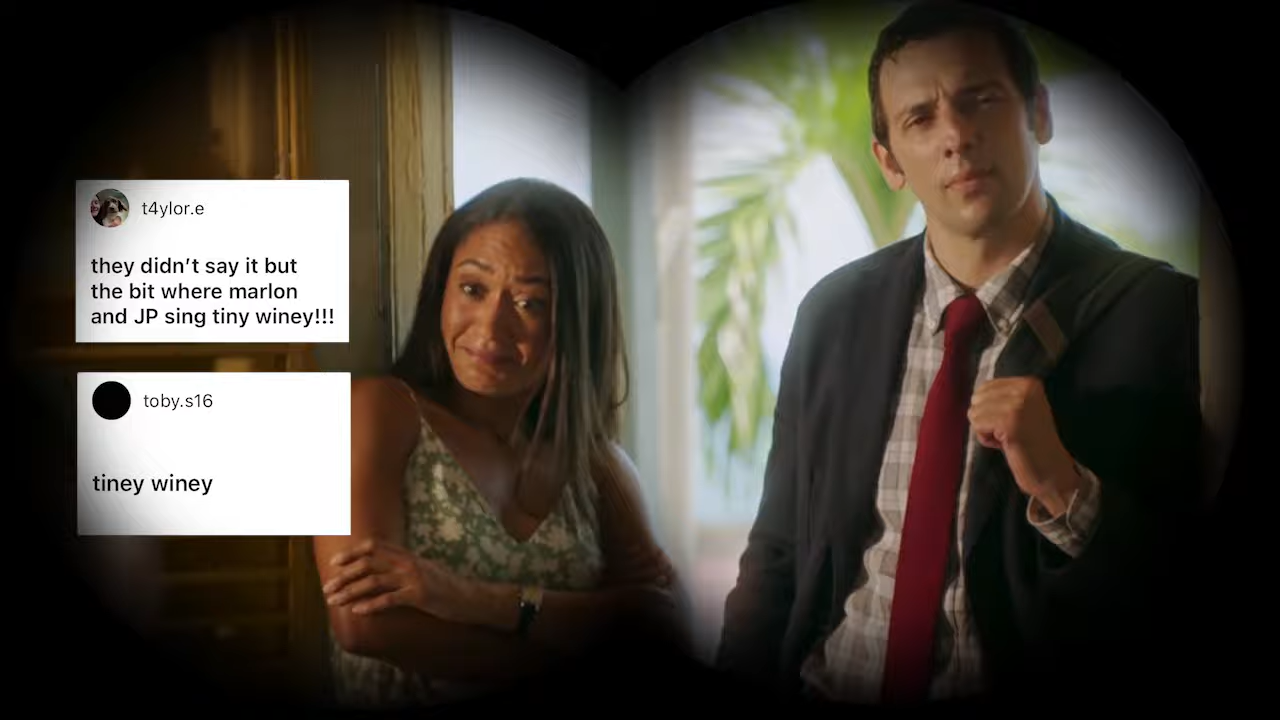 t4ylor.e
they didn’t say it but
the bit where marlon
and JP sing tiny winey!!!
toby.s16
tiney winey